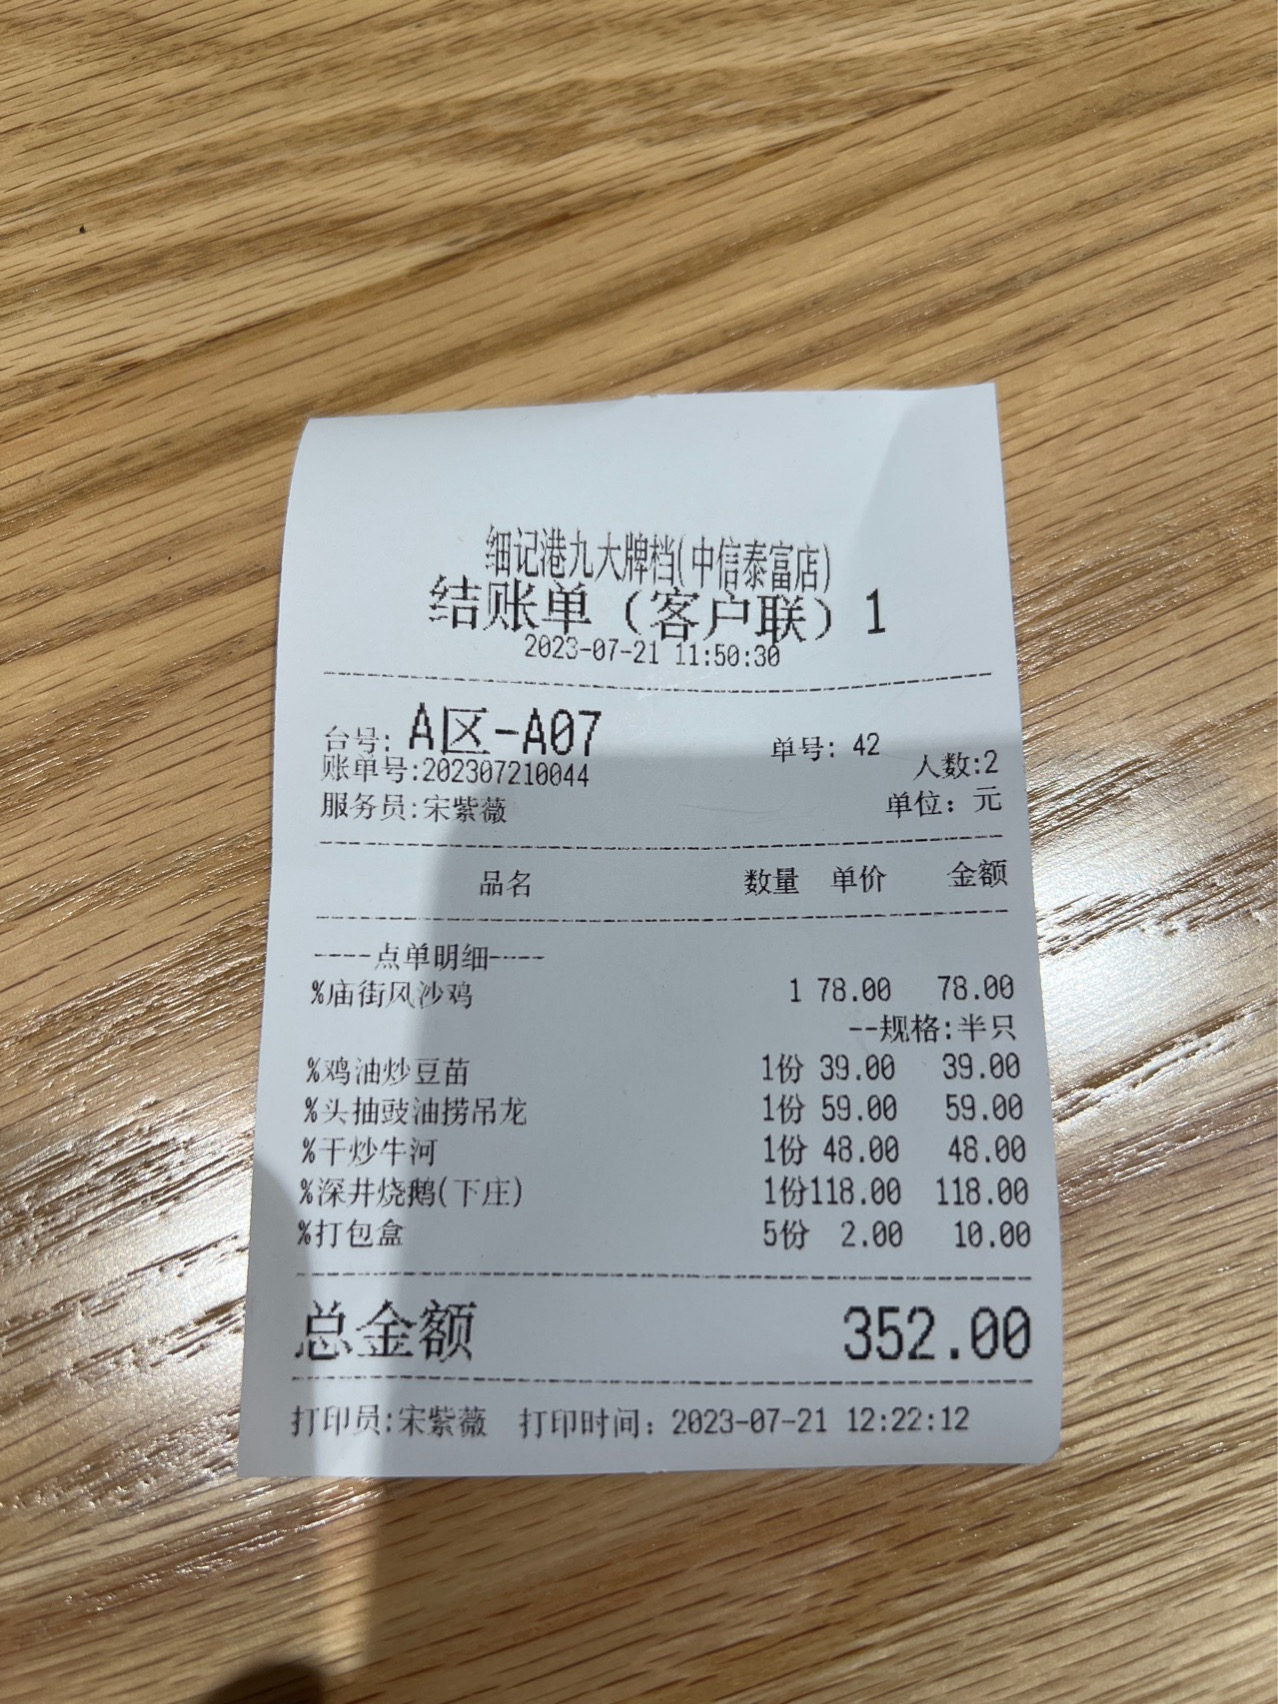 细记港九大牌档(中信泰富店)
结账单（客户联）1
2023-07-21 11:50:30
台号: A区-A07 单号: 42
账单号:202307210044 人数:2
服务员:宋紫薇 单位: 元
品名 数量 单价 金额
----点单明细----
%庙街风沙鸡 1 78.00 78.00
--规格:半只
%鸡油炒豆苗 1份 39.00 39.00
%头抽豉油捞吊龙 1份 59.00 59.00
%干炒牛河 1份 48.00 48.00
%深井烧鹅(下庄) 1份118.00 118.00
%打包盒 5份 2.00 10.00
总金额 352.00
打印员:宋紫薇 打印时间: 2023-07-21 12:22:12